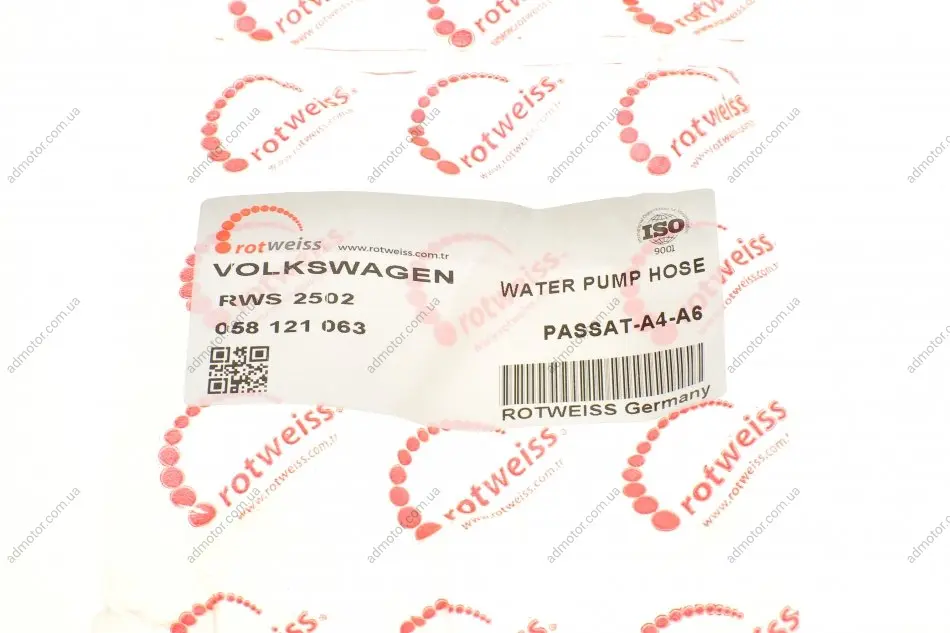 rotweiss
www.rotweiss.com.tr
VOLKSWAGEN
RWS 2502
058 121 063
ISO
9001
WATER PUMP HOSE
PASSAT-A4-A6
ROTWEISS Germany
rotweiss
www.rotweiss.com.tr
admotor.com.ua